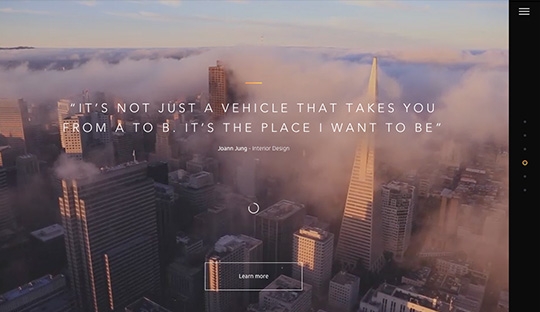 “IT’S NOT JUST A VEHICLE THAT TAKES YOU
FROM A TO B. IT’S THE PLACE I WANT TO BE”
Joann Jung - Interior Design
Learn more